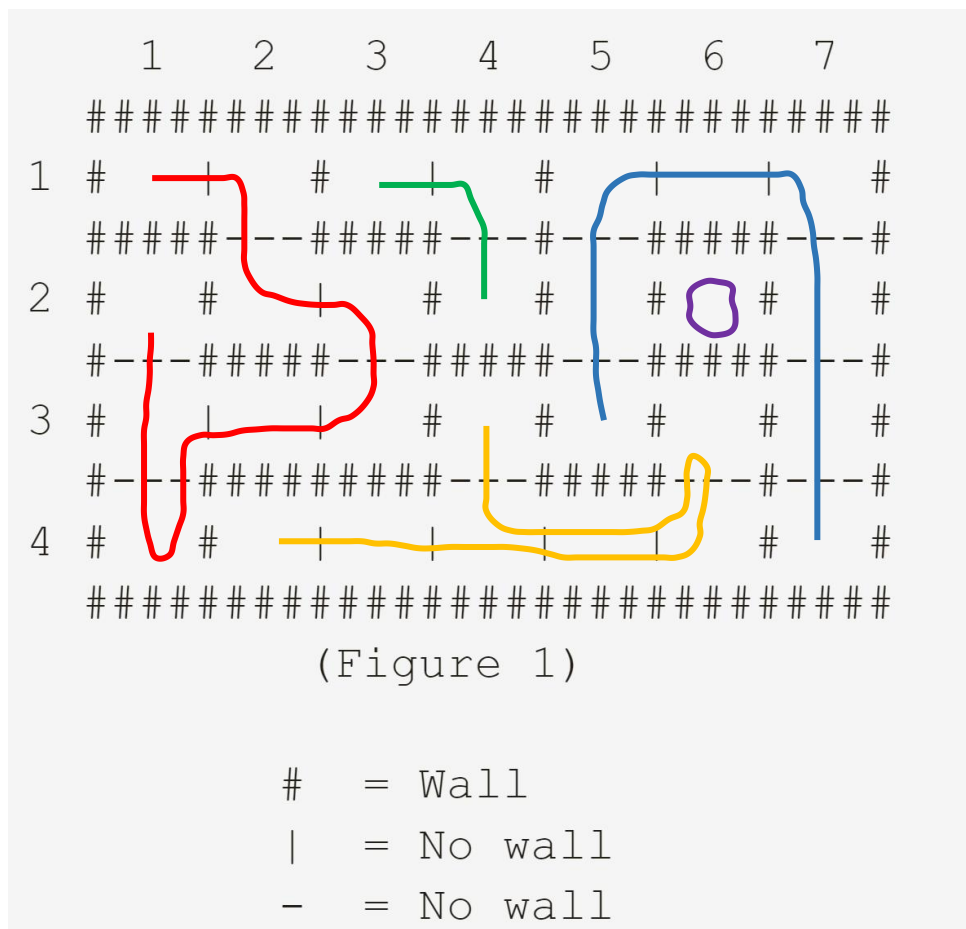 1 2 3 4 5 6 7
#############################
1 #   |   #   |   #   |   |   #
#####---#####---#---#####---#
2 #   #   |   #   #   #   #   #
#---#####---#####---#####---#
3 #   |   |   #   #   #   #   #
#---#########---#####---#---#
4 #   #   |   |   |   |   #   #
#############################
(Figure 1)
# = Wall
| = No wall
- = No wall